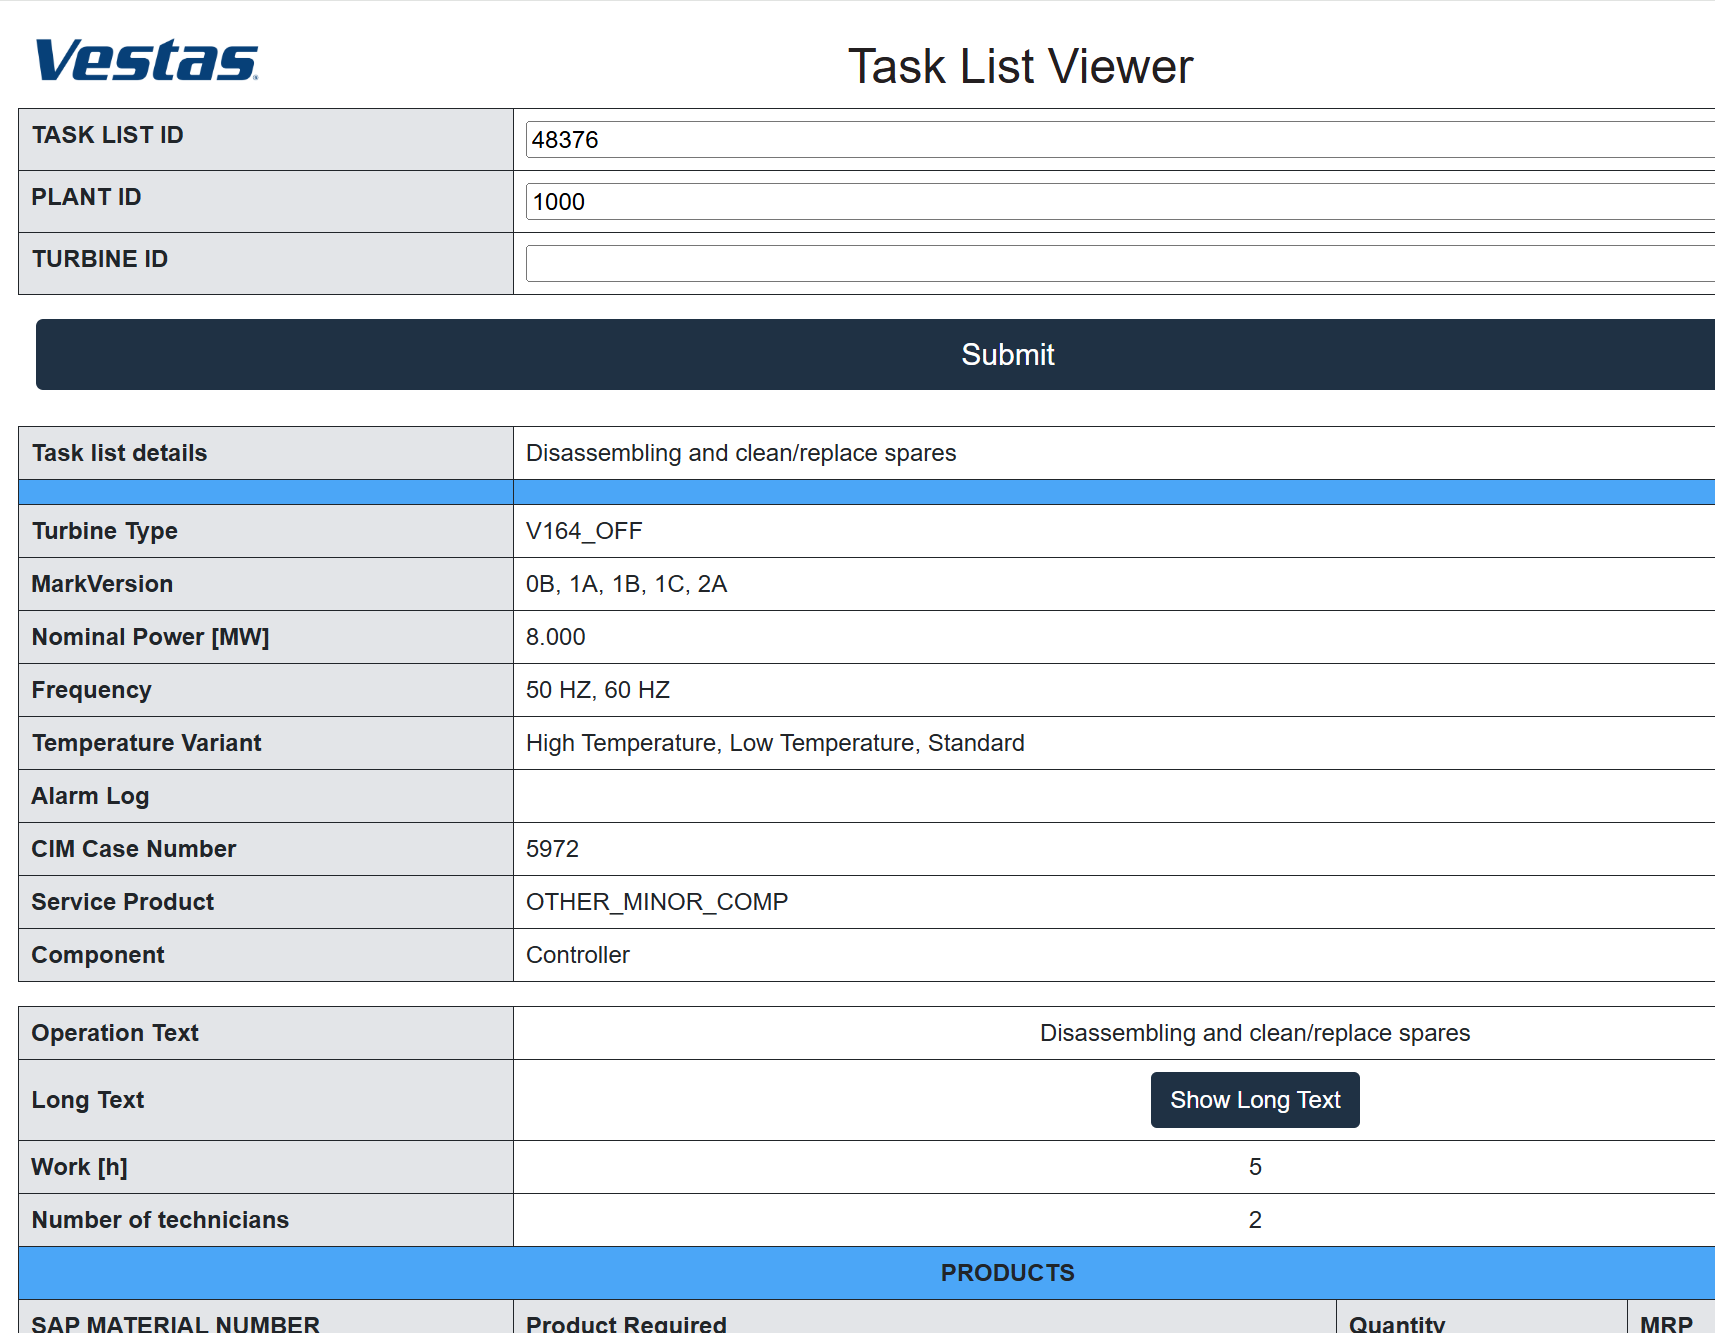 Vestas
Task List Viewer
TASK LIST ID 48376
PLANT ID 1000
TURBINE ID
Submit
Task list details Disassembling and clean/replace spares
Turbine Type V164_OFF
MarkVersion 0B, 1A, 1B, 1C, 2A
Nominal Power [MW] 8.000
Frequency 50 HZ, 60 HZ
Temperature Variant High Temperature, Low Temperature, Standard
Alarm Log
CIM Case Number 5972
Service Product OTHER_MINOR_COMP
Component Controller
Operation Text Disassembling and clean/replace spares
Long Text Show Long Text
Work [h] 5
Number of technicians 2
PRODUCTS
SAP MATERIAL NUMBER Product Required Quantity MRP